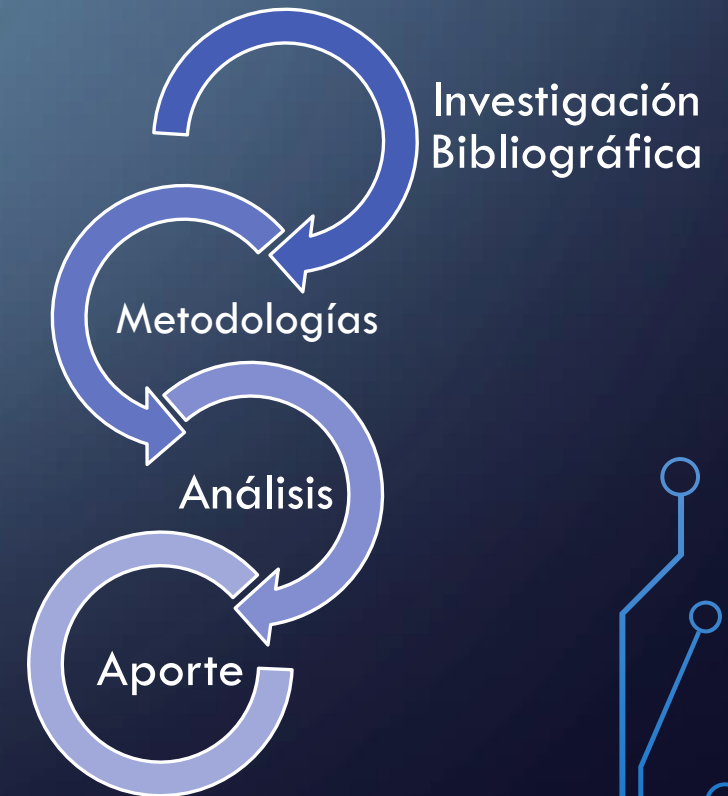 Investigación
Bibliográfica
Metodologías
Análisis
Aporte